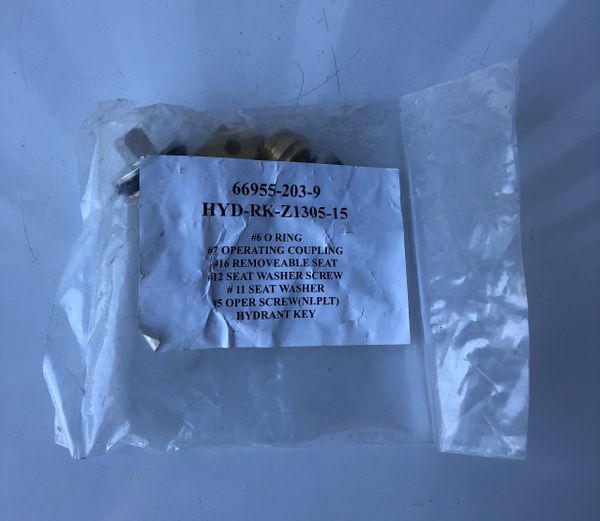 66955-203-9
HYD-RK-Z1305-15
#6 O RING
#7 OPERATING COUPLING
#16 REMOVEABLE SEAT
#12 SEAT WASHER SCREW
# 11 SEAT WASHER
#5 OPER SCREW(NI.PLT)
HYDRANT KEY